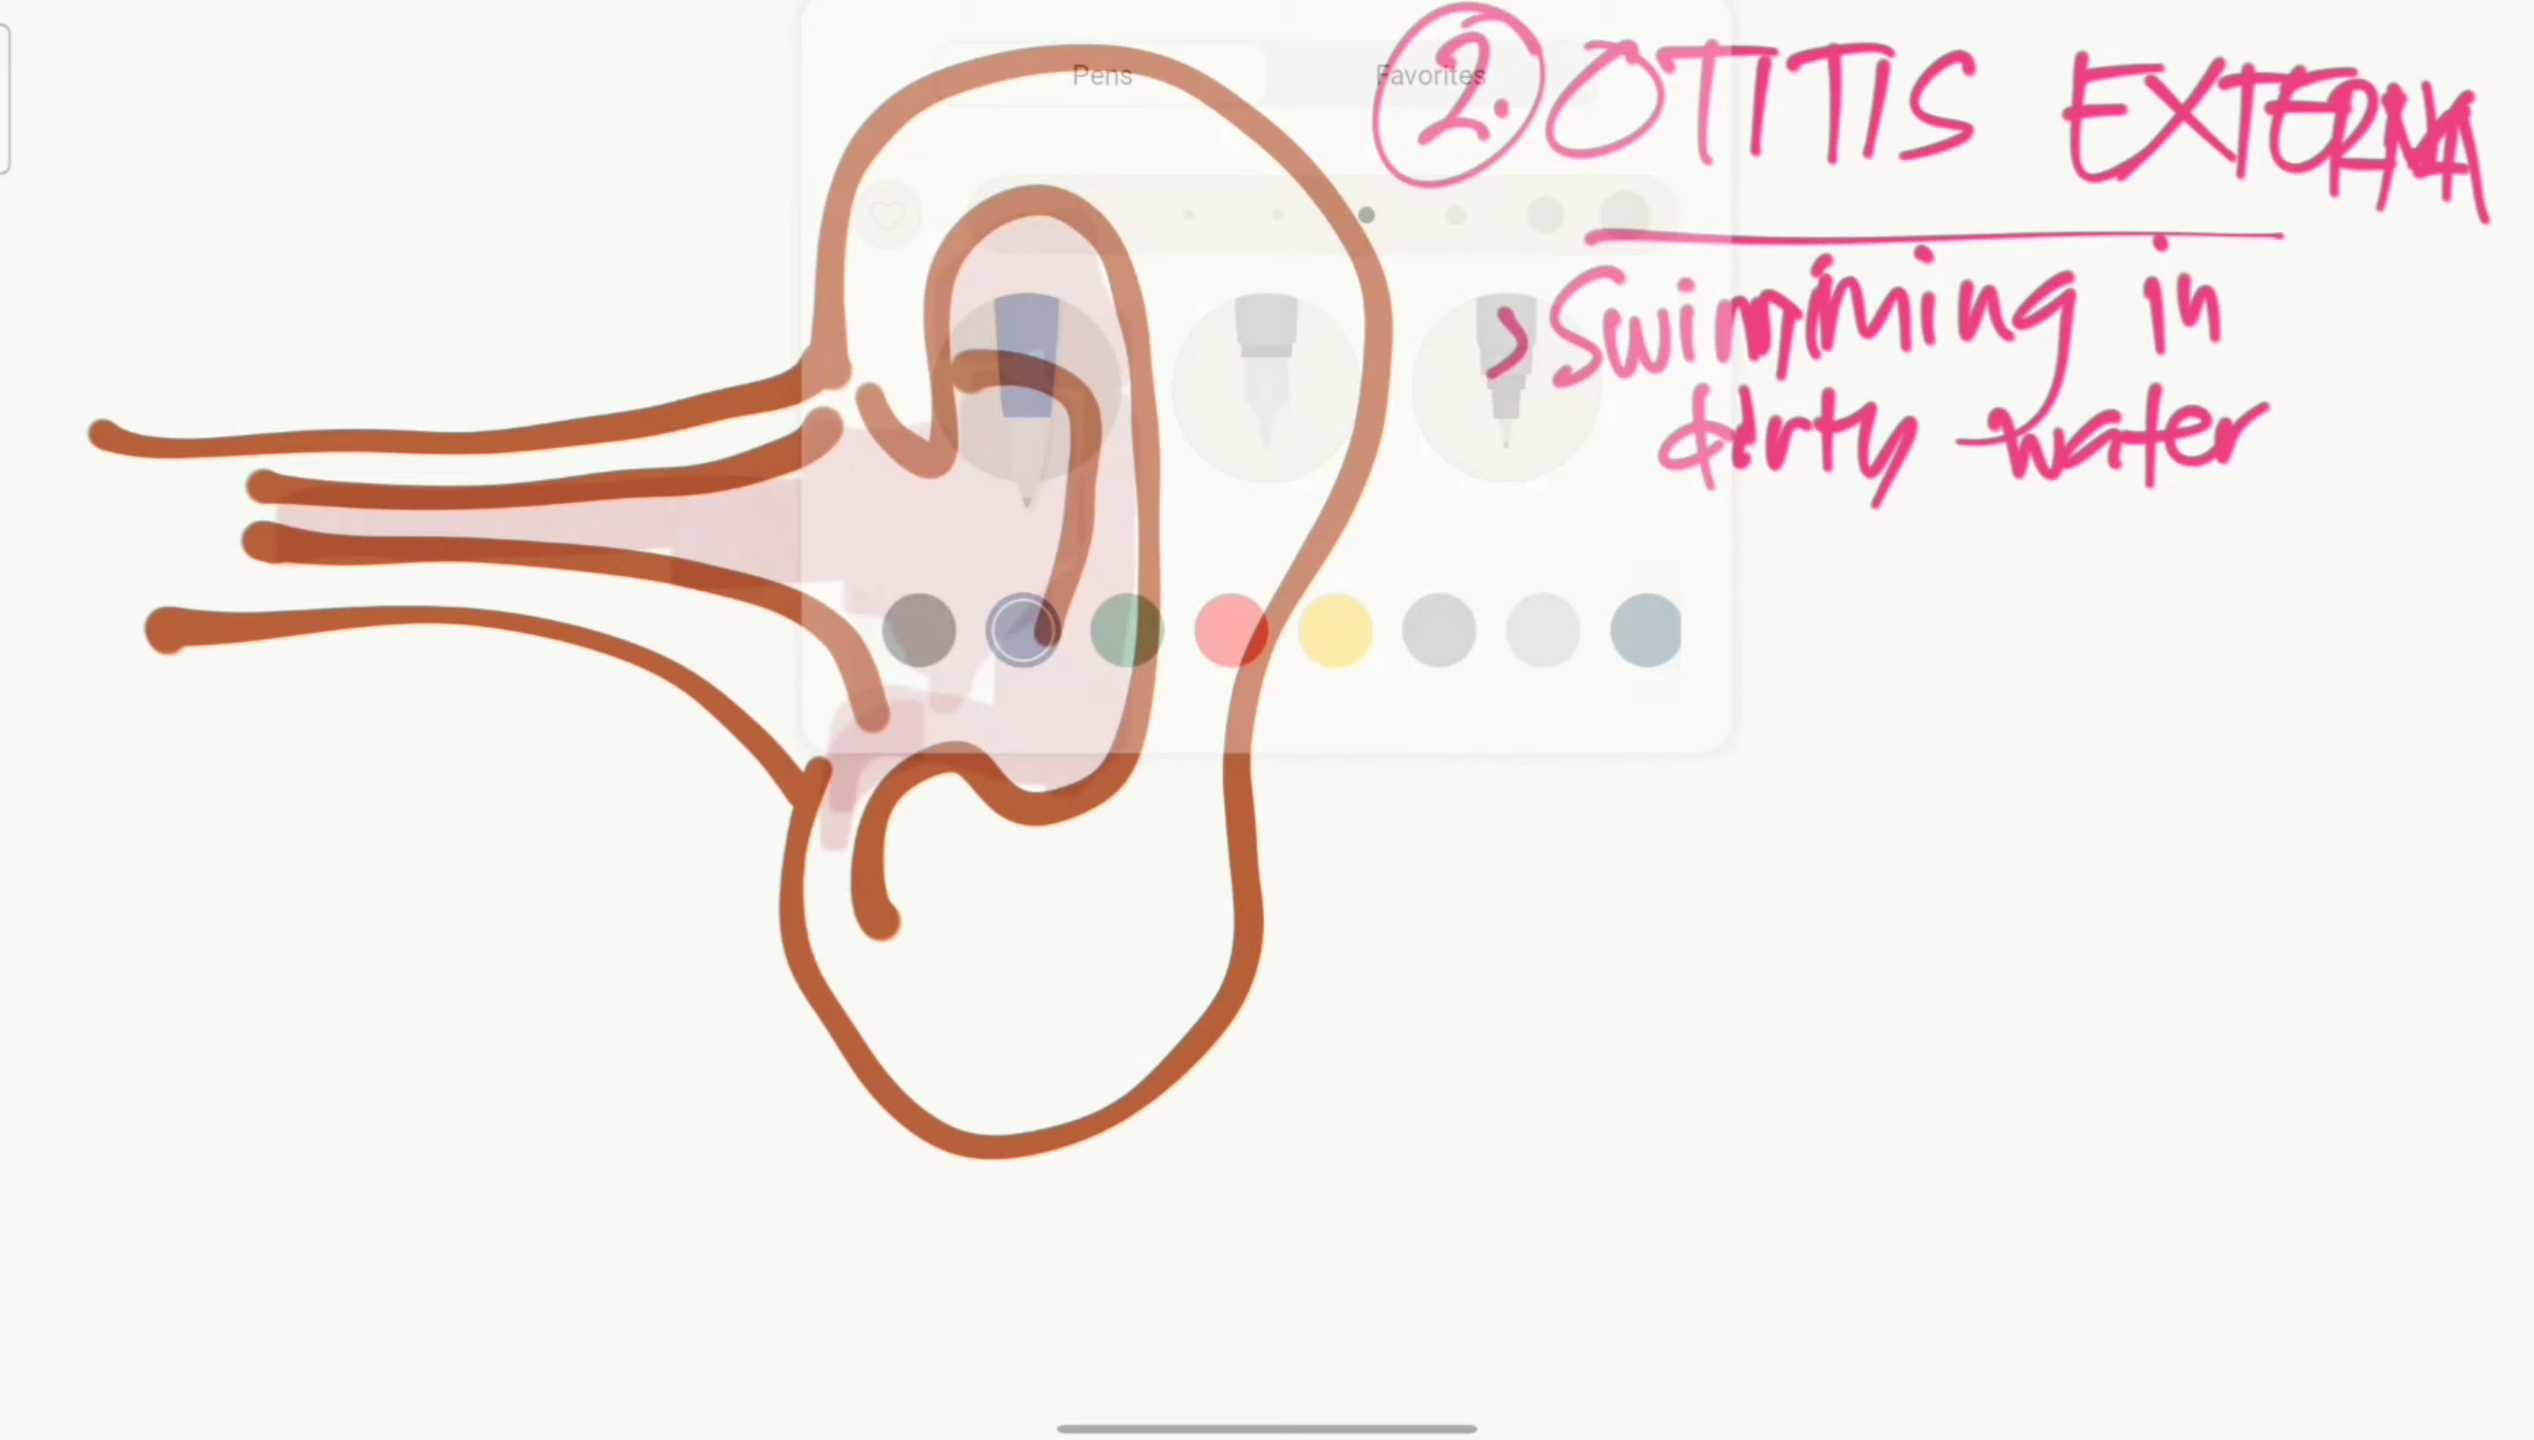 Pens Favorites
2. OTITIS EXTERNA
> Swimming in
dirty water